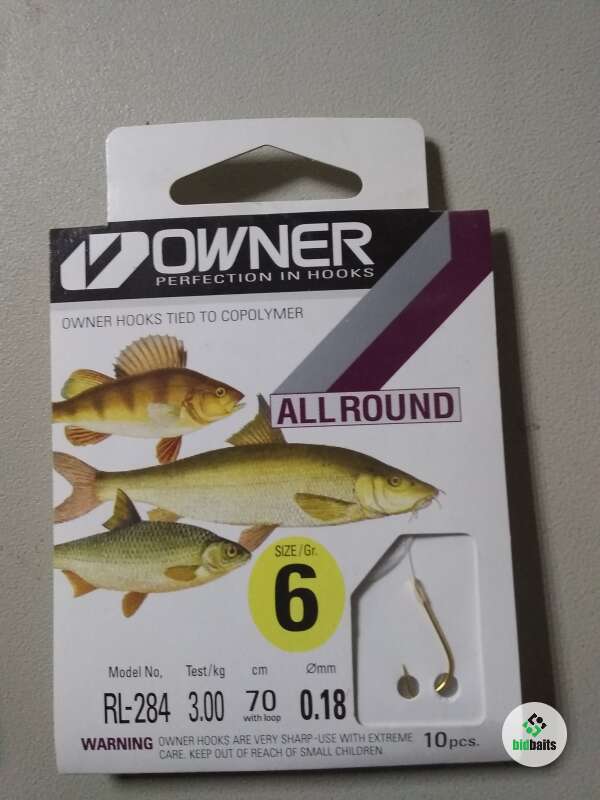 OWNER
PERFECTION IN HOOKS
OWNER HOOKS TIED TO COPOLYMER
ALLROUND
SIZE/Gr.
6
Model No, Test/kg cm Ømm
RL-284 3.00 70 0.18
with loop
WARNING OWNER HOOKS ARE VERY SHARP-USE WITH EXTREME
CARE. KEEP OUT OF REACH OF SMALL CHILDREN.
10pcs.
bidbaits